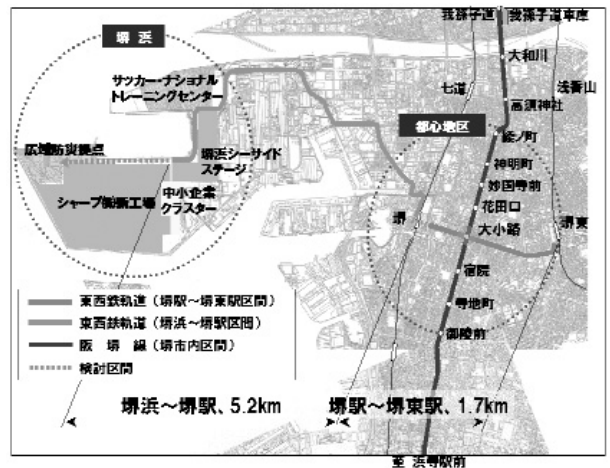 堺 浜
サッカー・ナショナル
トレーニングセンター
広域防災拠点
堺浜シーサイド
ステージ
シャープ㈱新工場
中小企業
クラスター
我孫子道
我孫子道車庫
大和川
七道
浅香山
高須神社
都心地区
綾ノ町
神明町
妙国寺前
花田口
堺
大小路
堺東
宿院
寺地町
御陵前
東西鉄軌道（堺駅～堺東駅区間）
東西鉄軌道（堺浜～堺駅区間）
阪 堺 線（堺市内区間）
検討区間
堺浜～堺駅、5.2km
堺駅～堺東駅、1.7km
至 浜寺駅前